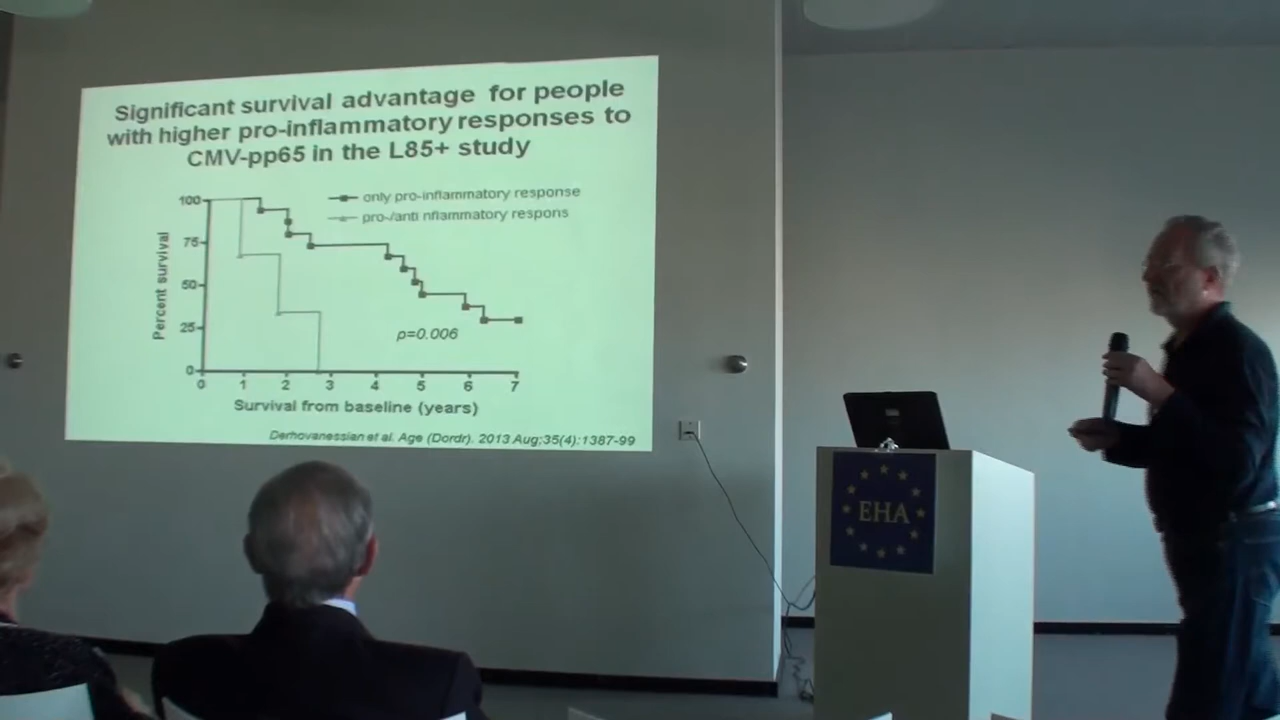 Significant survival advantage for people
with higher pro-inflammatory responses to
CMV-pp65 in the L85+ study
only pro-inflammatory response
pro-/anti nflammatory respons
100
75
50
25
0
Percent survival
p=0.006
0 1 2 3 4 5 6 7
Survival from baseline (years)
Derhovanessian et al. Age (Dordr). 2013 Aug;35(4):1387-99
EHA